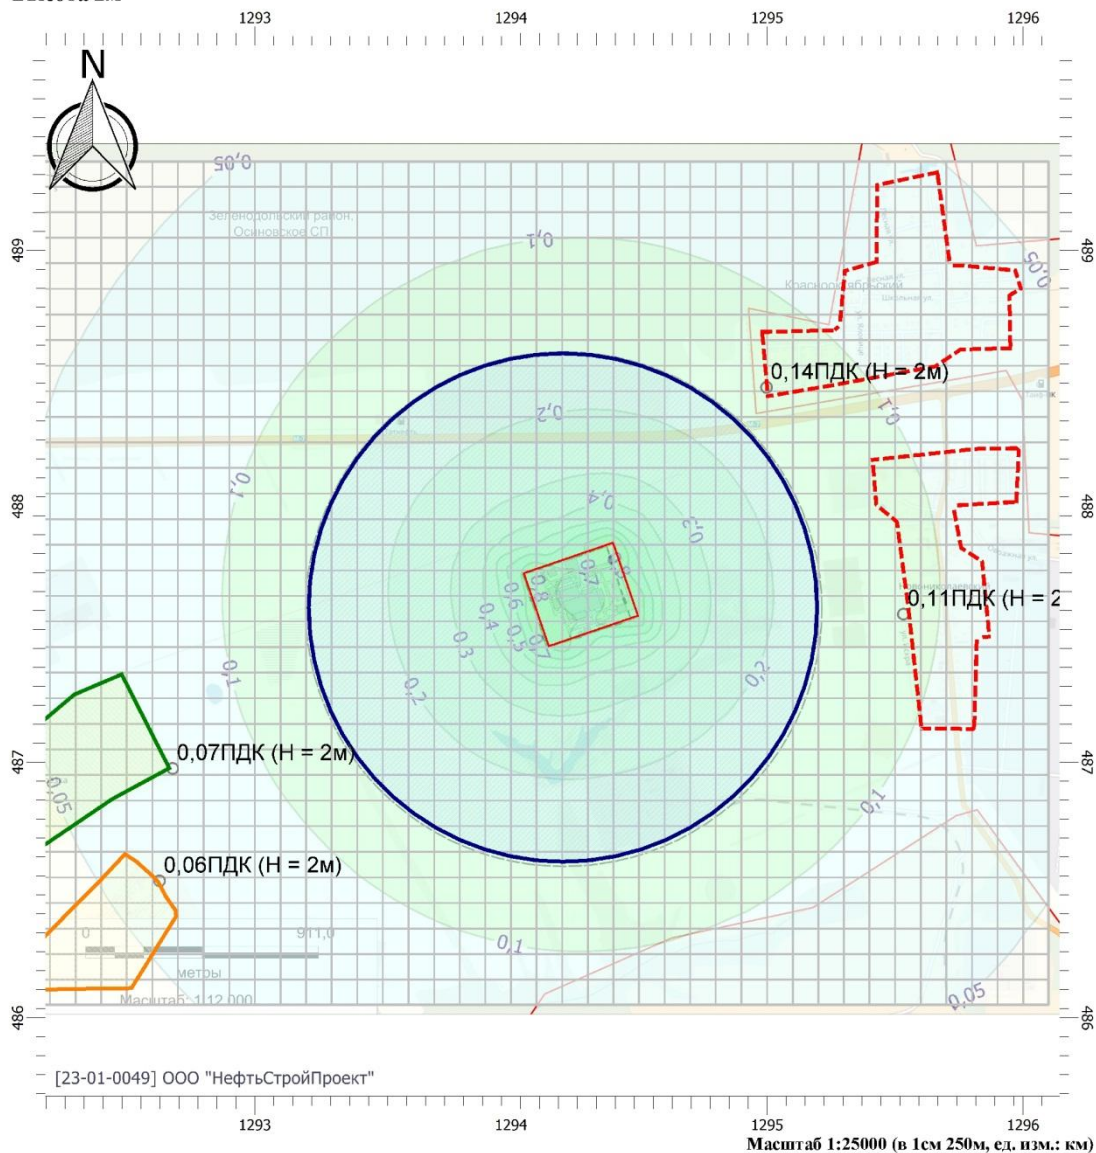 1293 1294 1295 1296
N
0,05
Зеленодольский район,
Осиновское СП
0,1
489 489
0,05
Краснооктябрьский
Школьная ул.
0,14ПДК (Н = 2м)
0,1
0,2
0,1
0,4
0,3
488 488
0,7
0,6
0,8
0,4
0,5
0,7
0,3
0,11ПДК (Н = 2
0,1
0,2
0,2
0,07ПДК (Н = 2м)
487 487
0,05
0,1
0,06ПДК (Н = 2м)
0 911,0
0,1
метры
Масштаб: 1:12 000
0,05
486 486
[23-01-0049] ООО "НефтьСтройПроект"
1293 1294 1295 1296
Масштаб 1:25000 (в 1см 250м, ед. изм.: км)